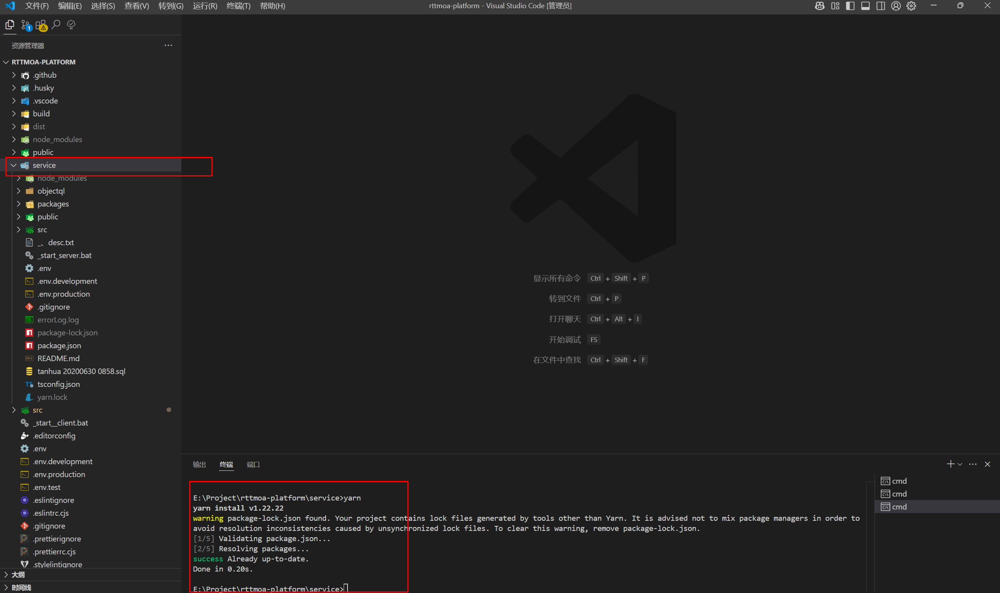 文件(F) 编辑(E) 选择(S) 查看(V) 转到(G) 运行(R) 终端(T) 帮助(H)
rttmoa-platform - Visual Studio Code [管理员]
1
资源管理器
RTTMOA-PLATFORM
.github
.husky
.vscode
build
dist
node_modules
public
service
node_modules
objectql
packages
public
src
_、desc.txt
_start_server.bat
.env
.env.development
.env.production
.gitignore
errorLog.log
package-lock.json
package.json
README.md
tanhua 20200630 0858.sql
tsconfig.json
yarn.lock
src
_start__client.bat
.editorconfig
.env
.env.development
.env.production
.env.test
.eslintignore
.eslintrc.cjs
.gitignore
.prettierignore
.prettierrc.cjs
.stylelintignore
大纲
时间线
显示所有命令 Ctrl + Shift + P
转到文件 Ctrl + P
打开聊天 Ctrl + Alt + I
开始调试 F5
在文件中查找 Ctrl + Shift + F
输出 终端 端口
E:\Project\rttmoa-platform\service>yarn
yarn install v1.22.22
warning package-lock.json found. Your project contains lock files generated by tools other than Yarn. It is advised not to mix package managers in order to
avoid resolution inconsistencies caused by unsynchronized lock files. To clear this warning, remove package-lock.json.
[1/5] Validating package.json...
[2/5] Resolving packages...
success Already up-to-date.
Done in 0.20s.
E:\Project\rttmoa-platform\service>
cmd
cmd
cmd